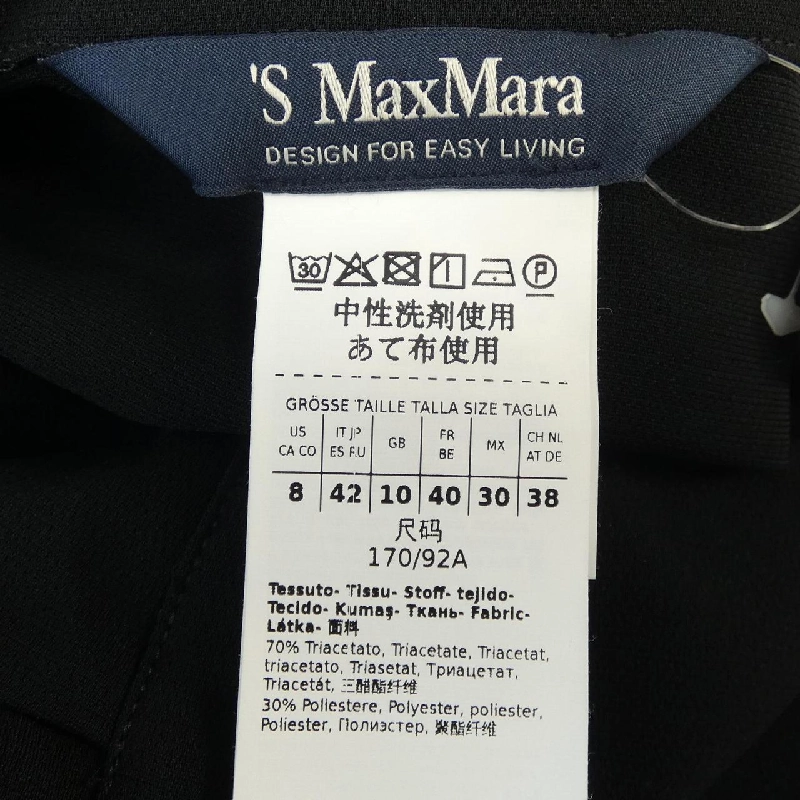 'S MaxMara
DESIGN FOR EASY LIVING
30 P
中性洗剤使用
あて布使用
GRÖSSE TAILLE TALLA SIZE TAGLIA
US IT JP GB FR MX CH NL
CA CO ES RU BE AT DE
8 42 10 40 30 38
尺码
170/92A
Tessuto- Tissu- Stoff- tejido-
Tecido- Kumaş- Ткань- Fabric-
Látka- 面料
70% Triacetato, Triacetate, Triacetat,
triacetato, Triasetat, Триацетат,
Triacetát, 三醋酯纤维
30% Poliestere, Polyester, poliester,
Poliester, Полиэстер, 聚酯纤维